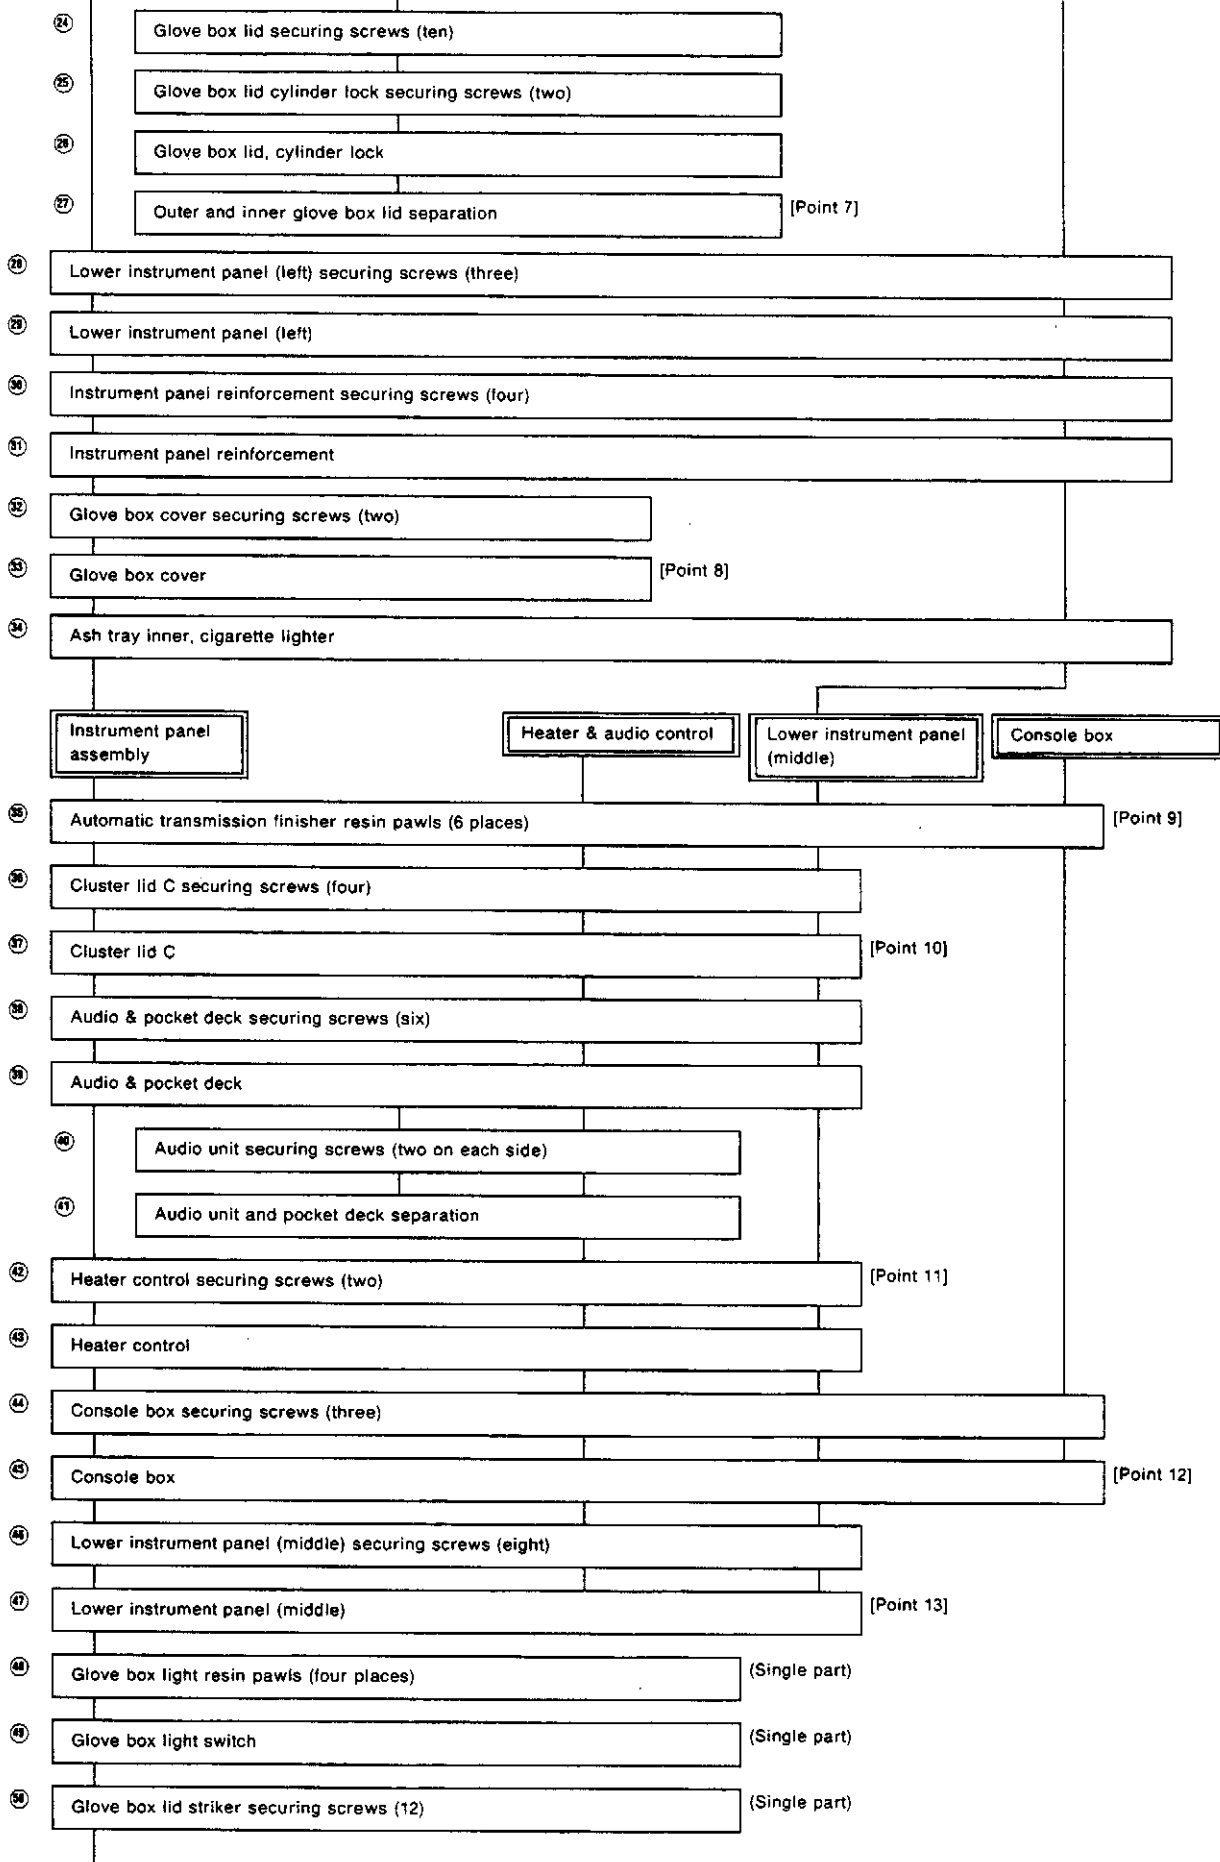 24 Glove box lid securing screws (ten)
25 Glove box lid cylinder lock securing screws (two)
26 Glove box lid, cylinder lock
27 Outer and inner glove box lid separation [Point 7]
28 Lower instrument panel (left) securing screws (three)
29 Lower instrument panel (left)
30 Instrument panel reinforcement securing screws (four)
31 Instrument panel reinforcement
32 Glove box cover securing screws (two)
33 Glove box cover [Point 8]
34 Ash tray inner, cigarette lighter
Instrument panel
assembly
Heater & audio control
Lower instrument panel
(middle)
Console box
35 Automatic transmission finisher resin pawls (6 places) [Point 9]
36 Cluster lid C securing screws (four)
37 Cluster lid C [Point 10]
38 Audio & pocket deck securing screws (six)
39 Audio & pocket deck
40 Audio unit securing screws (two on each side)
41 Audio unit and pocket deck separation
42 Heater control securing screws (two) [Point 11]
43 Heater control
44 Console box securing screws (three)
45 Console box [Point 12]
46 Lower instrument panel (middle) securing screws (eight)
47 Lower instrument panel (middle) [Point 13]
48 Glove box light resin pawls (four places) (Single part)
49 Glove box light switch (Single part)
50 Glove box lid striker securing screws (12) (Single part)